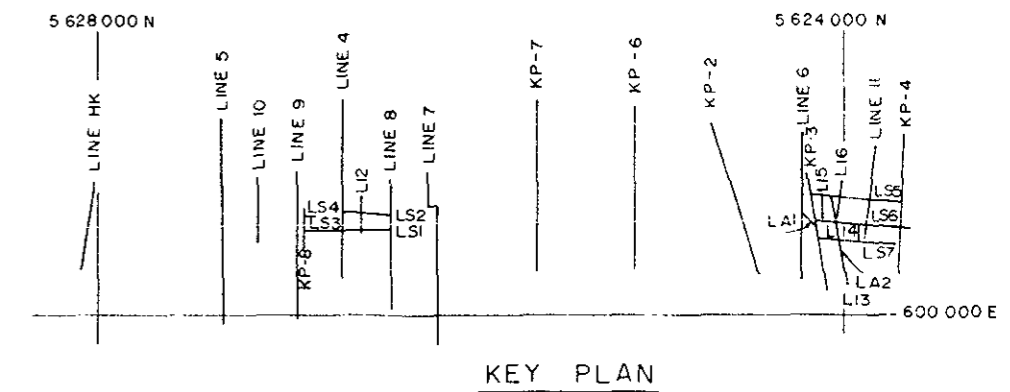 5 628 000 N
5 624 000 N
LINE HK
LINE 5
LINE 10
LINE 9
LINE 4
LINE 8
LINE 7
KP-7
KP-6
KP-2
LINE 6
KP-3
L15
L16
LINE 11
KP-4
L12
LS4
LS3
LS2
LS1
KP-8
LS5
LS6
LS7
LA1
L14
LA2
L13
600 000 E
KEY PLAN